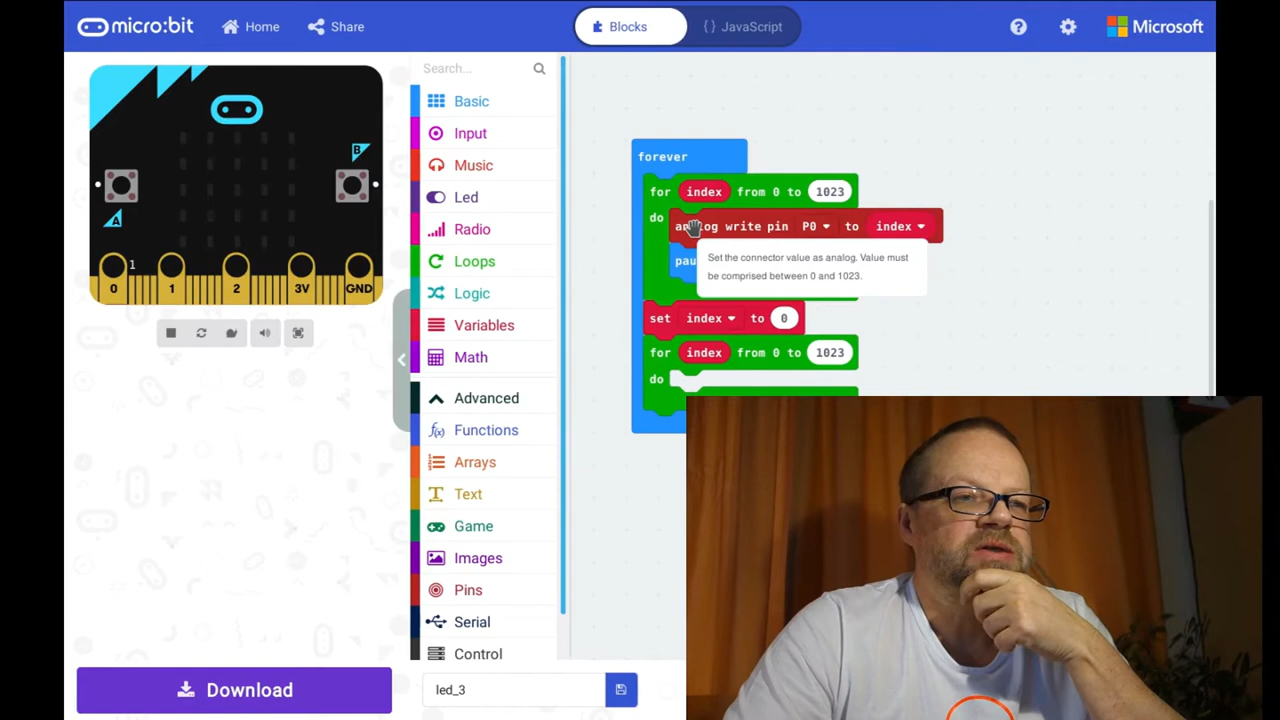 micro:bit
Home
Share
Blocks
{ } JavaScript
?
Microsoft
A
B
1
0 1 2 3V GND
Search...
Basic
Input
Music
Led
Radio
Loops
Logic
Variables
Math
Advanced
f(x) Functions
Arrays
Text
Game
Images
Pins
Serial
Control
forever
for index from 0 to 1023
do
analog write pin P0 to index
Set the connector value as analog. Value must
be comprised between 0 and 1023.
set index to 0
for index from 0 to 1023
do
Download
led_3